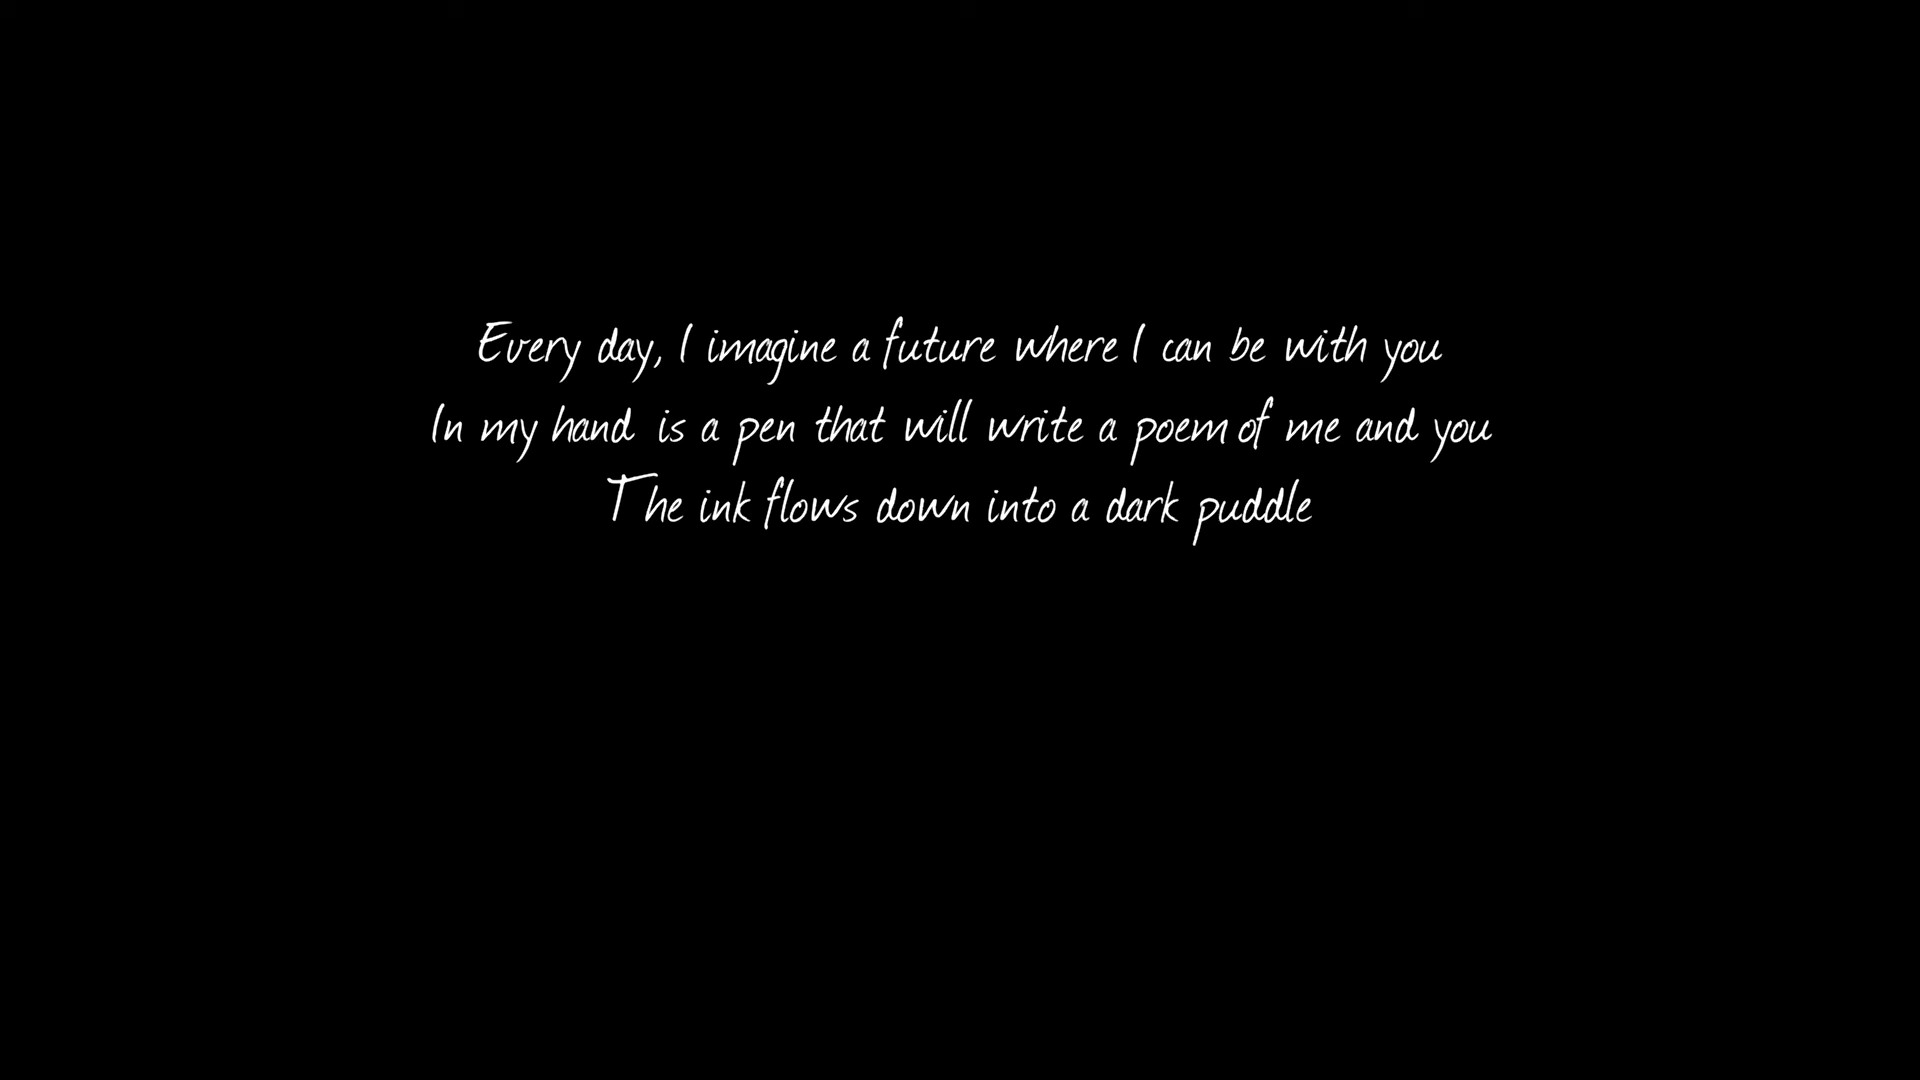 Every day, I imagine a future where I can be with you
In my hand is a pen that will write a poem of me and you
The ink flows down into a dark puddle